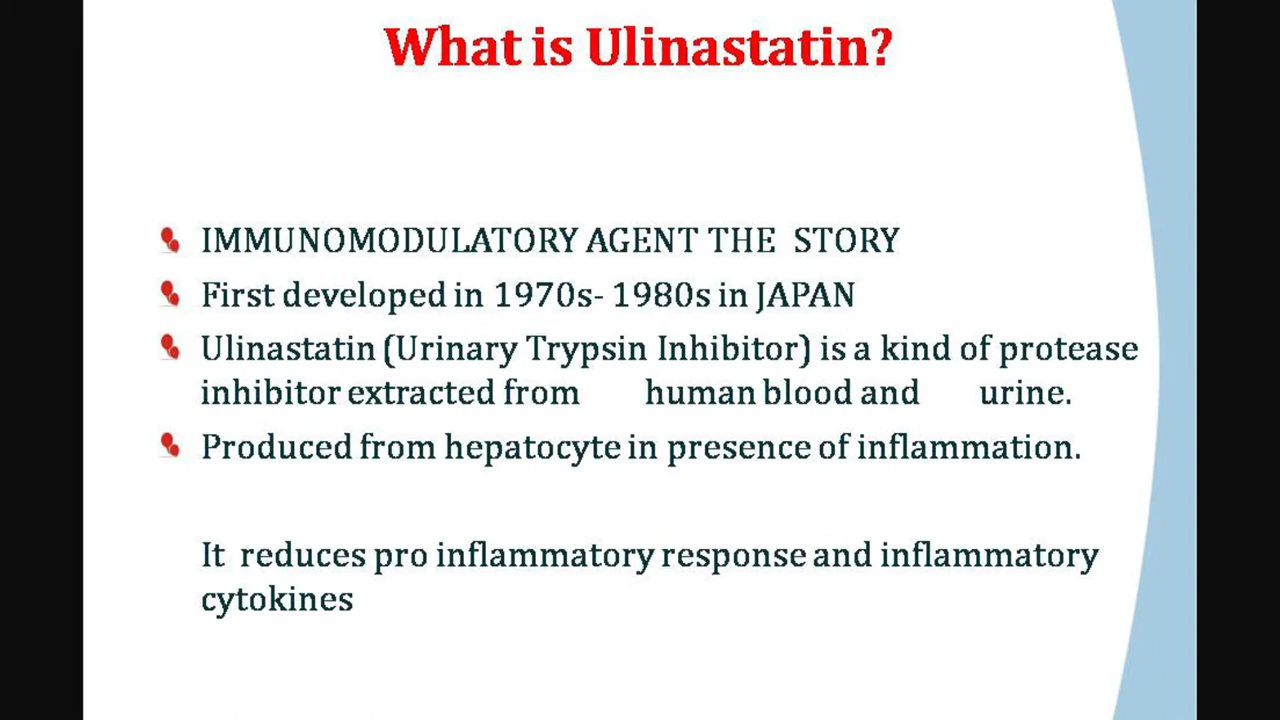 What is Ulinastatin?
IMMUNOMODULATORY AGENT THE STORY
First developed in 1970s- 1980s in JAPAN
Ulinastatin (Urinary Trypsin Inhibitor) is a kind of protease
inhibitor extracted from human blood and urine.
Produced from hepatocyte in presence of inflammation.
It reduces pro inflammatory response and inflammatory
cytokines